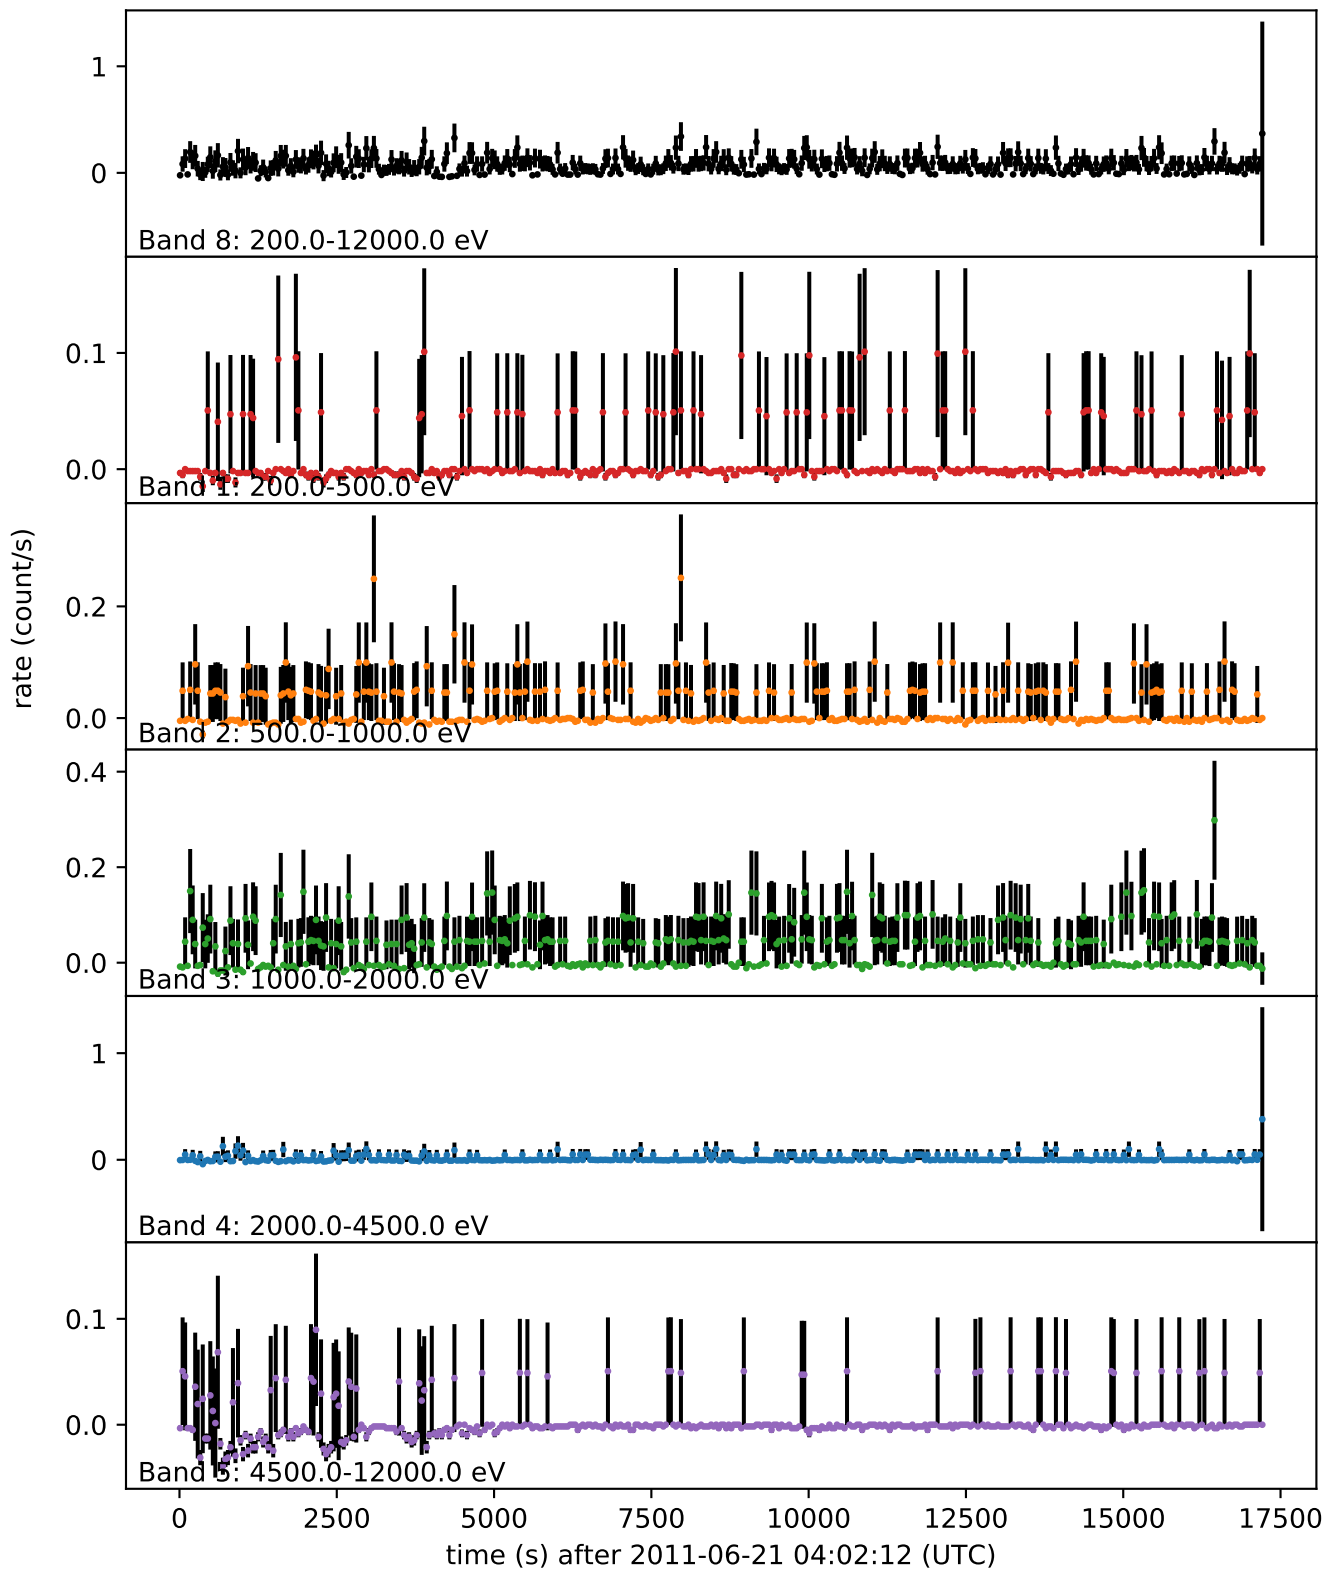 1
0
Band 8: 200.0-12000.0 eV
0.1
0.0
Band 1: 200.0-500.0 eV
rate (count/s)
0.2
0.0
Band 2: 500.0-1000.0 eV
0.4
0.2
0.0
Band 3: 1000.0-2000.0 eV
1
0
Band 4: 2000.0-4500.0 eV
0.1
0.0
Band 5: 4500.0-12000.0 eV
0 2500 5000 7500 10000 12500 15000 17500
time (s) after 2011-06-21 04:02:12 (UTC)